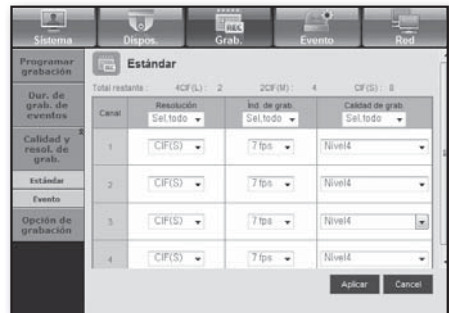 Sistema
Dispos.
REC
Grab.
Evento
Red
Programar
grabación
Dur. de
grab. de
eventos
Calidad y
resol. de
grab.
Estándar
Evento
Opción de
grabación
Estándar
Total restante : 4CIF(L) : 2 2CIF(M) : 4 CIF(S) : 8
Canal Resolución Índ. de grab. Calidad de grab.
Sel.todo Sel.todo Sel.todo
1 CIF(S) 7 fps Nivel4
2 CIF(S) 7 fps Nivel4
3 CIF(S) 7 fps Nivel4
4 CIF(S) 7 fps Nivel4
Aplicar Cancel